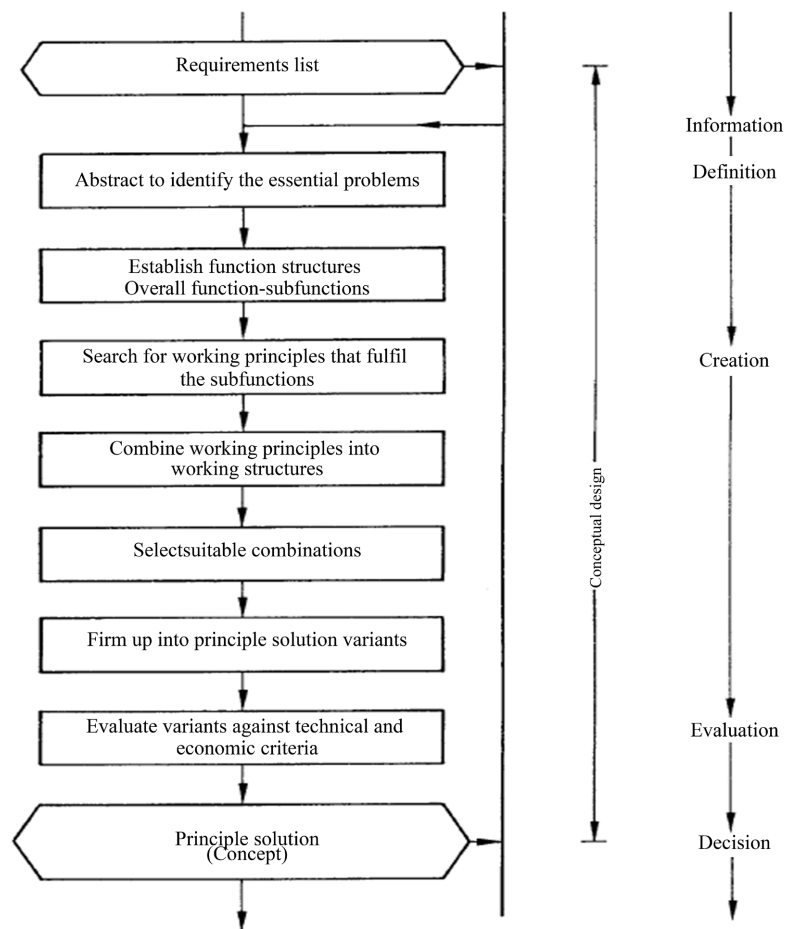 Requirements list
Abstract to identify the essential problems
Establish function structures
Overall function-subfunctions
Search for working principles that fulfil
the subfunctions
Combine working principles into
working structures
Selectsuitable combinations
Firm up into principle solution variants
Evaluate variants against technical and
economic criteria
Principle solution
(Concept)
Conceptual design
Information
Definition
Creation
Evaluation
Decision